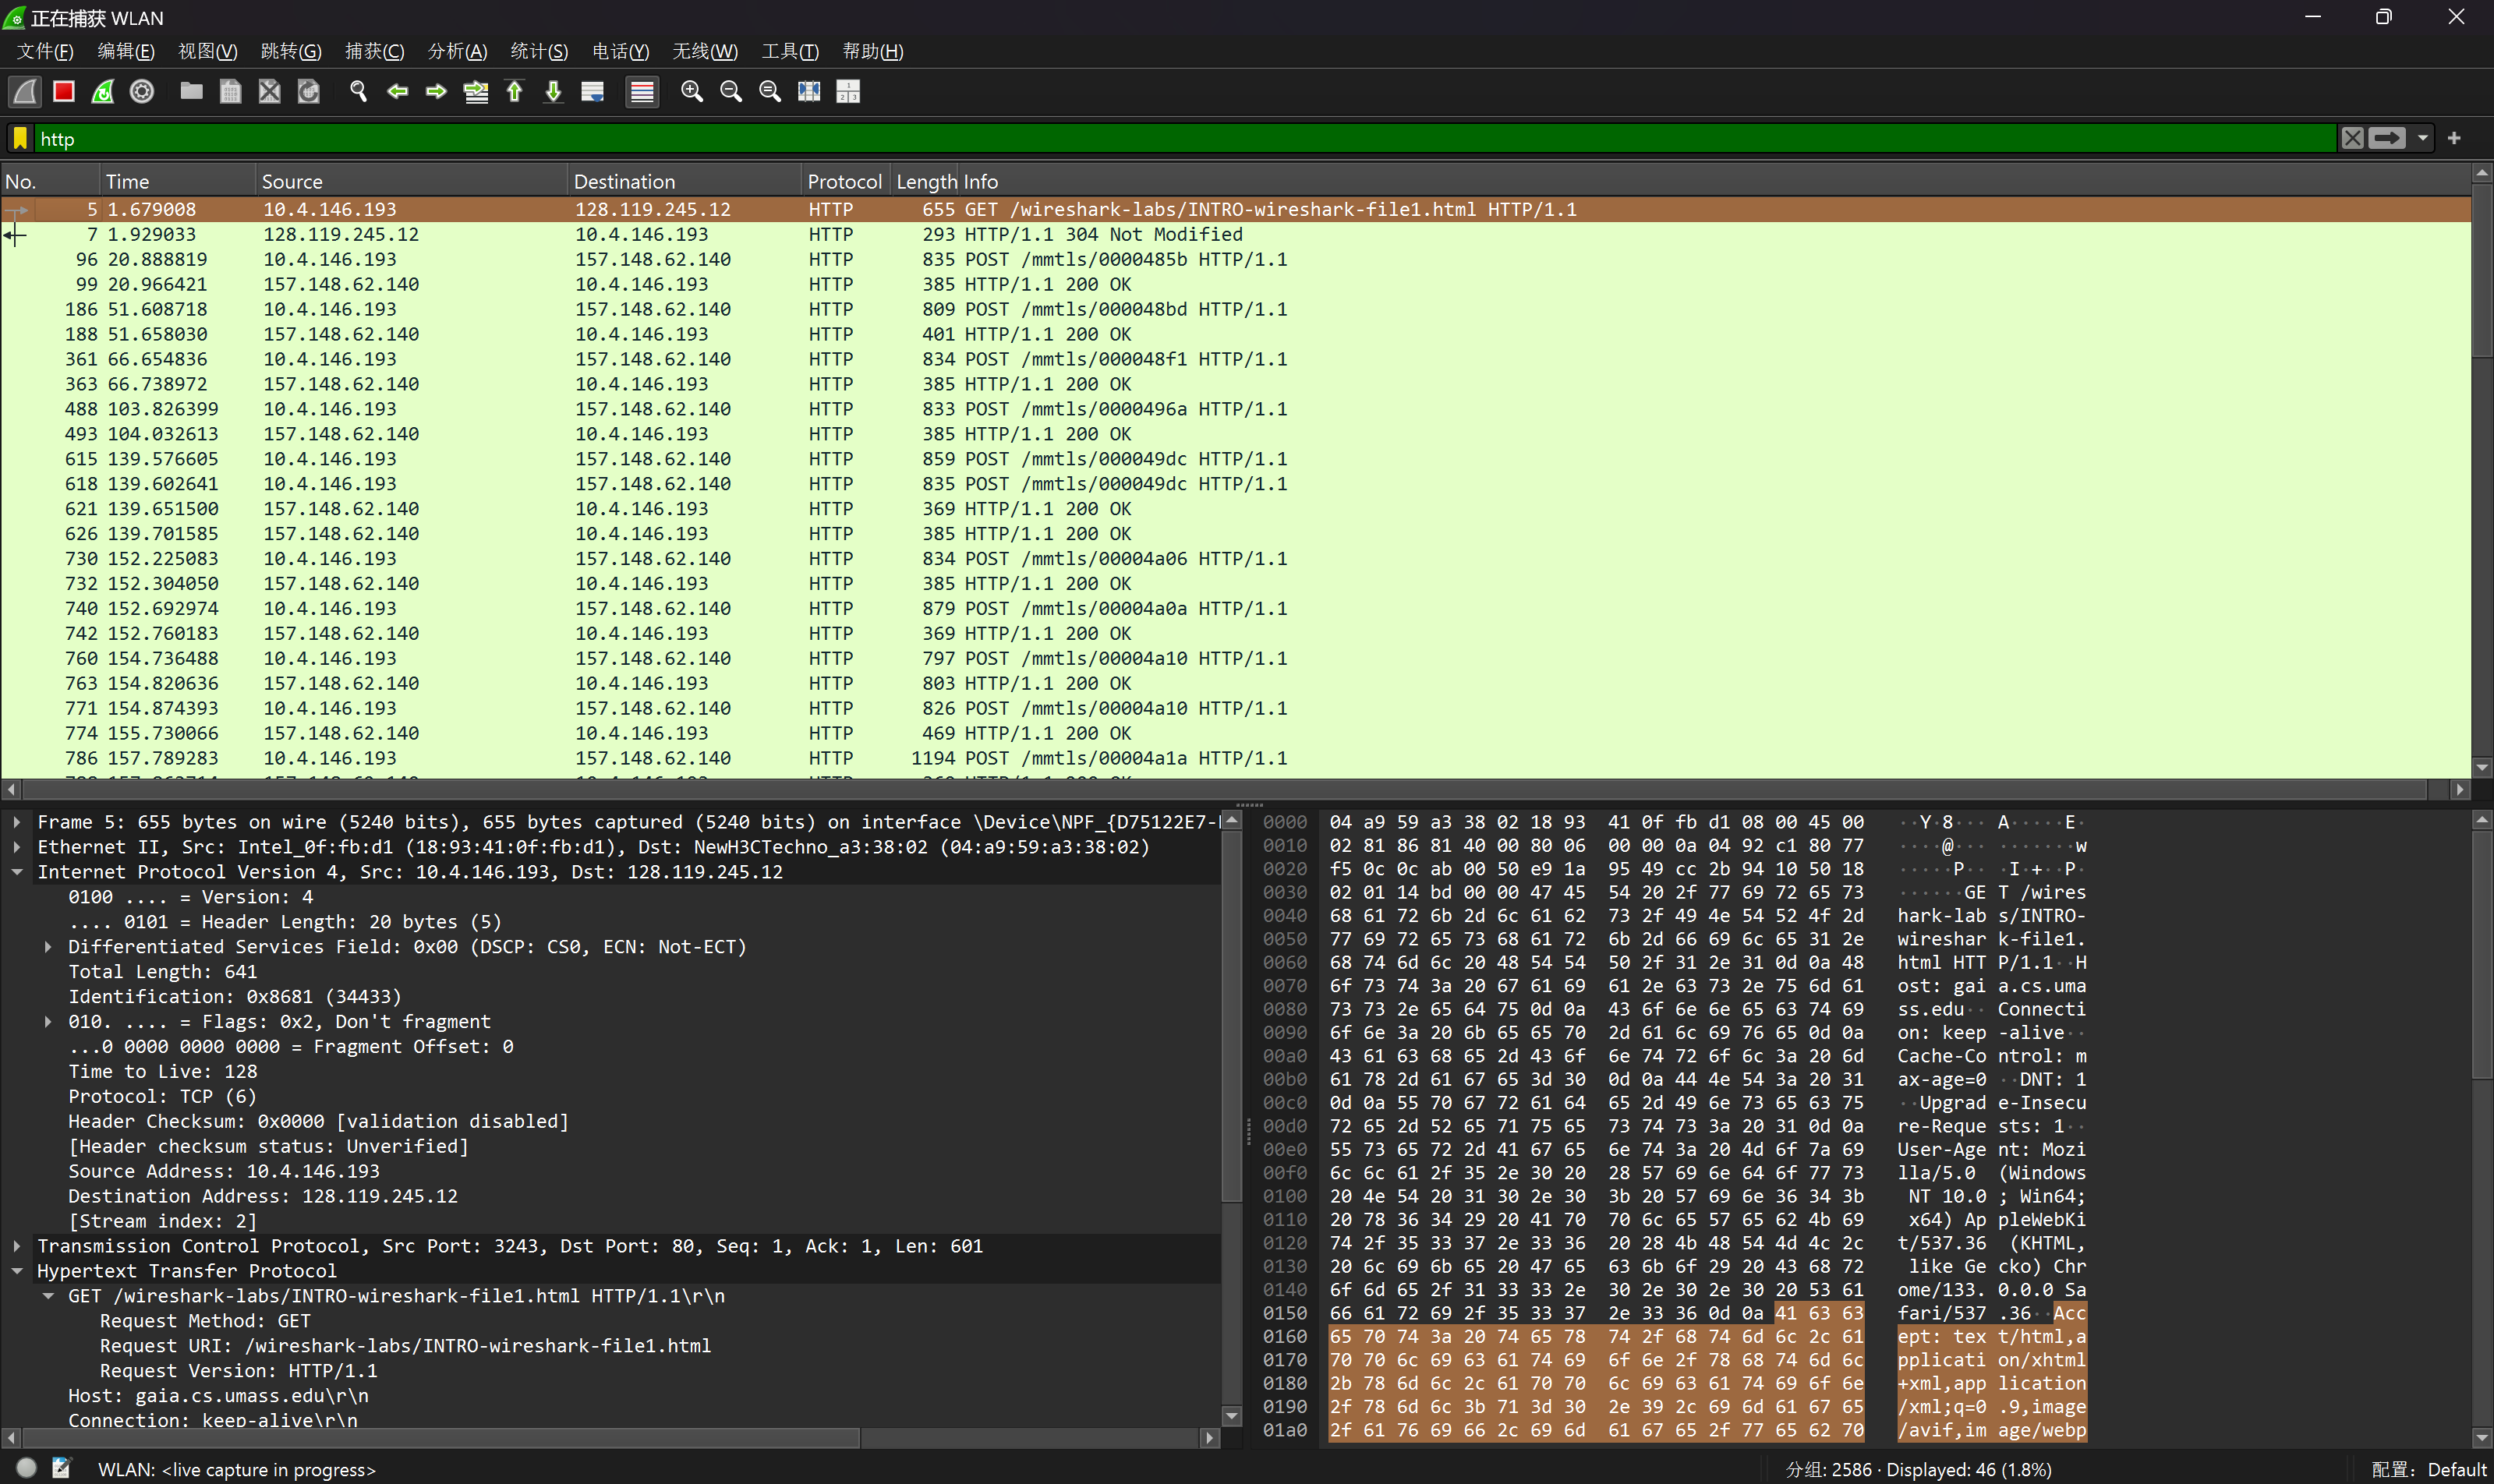 正在捕获 WLAN
文件(F) 编辑(E) 视图(V) 跳转(G) 捕获(C) 分析(A) 统计(S) 电话(Y) 无线(W) 工具(T) 帮助(H)
http
No. Time Source Destination Protocol Length Info
5 1.679008 10.4.146.193 128.119.245.12 HTTP 655 GET /wireshark-labs/INTRO-wireshark-file1.html HTTP/1.1
7 1.929033 128.119.245.12 10.4.146.193 HTTP 293 HTTP/1.1 304 Not Modified
96 20.888819 10.4.146.193 157.148.62.140 HTTP 835 POST /mmtls/0000485b HTTP/1.1
99 20.966421 157.148.62.140 10.4.146.193 HTTP 385 HTTP/1.1 200 OK
186 51.608718 10.4.146.193 157.148.62.140 HTTP 809 POST /mmtls/000048bd HTTP/1.1
188 51.658030 157.148.62.140 10.4.146.193 HTTP 401 HTTP/1.1 200 OK
361 66.654836 10.4.146.193 157.148.62.140 HTTP 834 POST /mmtls/000048f1 HTTP/1.1
363 66.738972 157.148.62.140 10.4.146.193 HTTP 385 HTTP/1.1 200 OK
488 103.826399 10.4.146.193 157.148.62.140 HTTP 833 POST /mmtls/0000496a HTTP/1.1
493 104.032613 157.148.62.140 10.4.146.193 HTTP 385 HTTP/1.1 200 OK
615 139.576605 10.4.146.193 157.148.62.140 HTTP 859 POST /mmtls/000049dc HTTP/1.1
618 139.602641 10.4.146.193 157.148.62.140 HTTP 835 POST /mmtls/000049dc HTTP/1.1
621 139.651500 157.148.62.140 10.4.146.193 HTTP 369 HTTP/1.1 200 OK
626 139.701585 157.148.62.140 10.4.146.193 HTTP 385 HTTP/1.1 200 OK
730 152.225083 10.4.146.193 157.148.62.140 HTTP 834 POST /mmtls/00004a06 HTTP/1.1
732 152.304050 157.148.62.140 10.4.146.193 HTTP 385 HTTP/1.1 200 OK
740 152.692974 10.4.146.193 157.148.62.140 HTTP 879 POST /mmtls/00004a0a HTTP/1.1
742 152.760183 157.148.62.140 10.4.146.193 HTTP 369 HTTP/1.1 200 OK
760 154.736488 10.4.146.193 157.148.62.140 HTTP 797 POST /mmtls/00004a10 HTTP/1.1
763 154.820636 157.148.62.140 10.4.146.193 HTTP 803 HTTP/1.1 200 OK
771 154.874393 10.4.146.193 157.148.62.140 HTTP 826 POST /mmtls/00004a10 HTTP/1.1
774 155.730066 157.148.62.140 10.4.146.193 HTTP 469 HTTP/1.1 200 OK
786 157.789283 10.4.146.193 157.148.62.140 HTTP 1194 POST /mmtls/00004a1a HTTP/1.1
Frame 5: 655 bytes on wire (5240 bits), 655 bytes captured (5240 bits) on interface \Device\NPF_{D75122E7-
Ethernet II, Src: Intel_0f:fb:d1 (18:93:41:0f:fb:d1), Dst: NewH3CTechno_a3:38:02 (04:a9:59:a3:38:02)
Internet Protocol Version 4, Src: 10.4.146.193, Dst: 128.119.245.12
0100 .... = Version: 4
.... 0101 = Header Length: 20 bytes (5)
Differentiated Services Field: 0x00 (DSCP: CS0, ECN: Not-ECT)
Total Length: 641
Identification: 0x8681 (34433)
010. .... = Flags: 0x2, Don't fragment
...0 0000 0000 0000 = Fragment Offset: 0
Time to Live: 128
Protocol: TCP (6)
Header Checksum: 0x0000 [validation disabled]
[Header checksum status: Unverified]
Source Address: 10.4.146.193
Destination Address: 128.119.245.12
[Stream index: 2]
Transmission Control Protocol, Src Port: 3243, Dst Port: 80, Seq: 1, Ack: 1, Len: 601
Hypertext Transfer Protocol
GET /wireshark-labs/INTRO-wireshark-file1.html HTTP/1.1\r\n
Request Method: GET
Request URI: /wireshark-labs/INTRO-wireshark-file1.html
Request Version: HTTP/1.1
Host: gaia.cs.umass.edu\r\n
Connection: keep-alive\r\n
0000 04 a9 59 a3 38 02 18 93 41 0f fb d1 08 00 45 00 ··Y·8··· A·····E·
0010 02 81 86 81 40 00 80 06 00 00 0a 04 92 c1 80 77 ····@··· ·······w
0020 f5 0c 0c ab 00 50 e9 1a 95 49 cc 2b 94 10 50 18 ·····P·· ·I·+··P·
0030 02 01 14 bd 00 00 47 45 54 20 2f 77 69 72 65 73 ······GE T /wires
0040 68 61 72 6b 2d 6c 61 62 73 2f 49 4e 54 52 4f 2d hark-lab s/INTRO-
0050 77 69 72 65 73 68 61 72 6b 2d 66 69 6c 65 31 2e wireshar k-file1.
0060 68 74 6d 6c 20 48 54 54 50 2f 31 2e 31 0d 0a 48 html HTT P/1.1··H
0070 6f 73 74 3a 20 67 61 69 61 2e 63 73 2e 75 6d 61 ost: gai a.cs.uma
0080 73 73 2e 65 64 75 0d 0a 43 6f 6e 6e 65 63 74 69 ss.edu·· Connecti
0090 6f 6e 3a 20 6b 65 65 70 2d 61 6c 69 76 65 0d 0a on: keep -alive··
00a0 43 61 63 68 65 2d 43 6f 6e 74 72 6f 6c 3a 20 6d Cache-Co ntrol: m
00b0 61 78 2d 61 67 65 3d 30 0d 0a 44 4e 54 3a 20 31 ax-age=0 ··DNT: 1
00c0 0d 0a 55 70 67 72 61 64 65 2d 49 6e 73 65 63 75 ··Upgrad e-Insecu
00d0 72 65 2d 52 65 71 75 65 73 74 73 3a 20 31 0d 0a re-Reque sts: 1··
00e0 55 73 65 72 2d 41 67 65 6e 74 3a 20 4d 6f 7a 69 User-Age nt: Mozi
00f0 6c 6c 61 2f 35 2e 30 20 28 57 69 6e 64 6f 77 73 lla/5.0 (Windows
0100 20 4e 54 20 31 30 2e 30 3b 20 57 69 6e 36 34 3b NT 10.0 ; Win64;
0110 20 78 36 34 29 20 41 70 70 6c 65 57 65 62 4b 69 x64) Ap pleWebKi
0120 74 2f 35 33 37 2e 33 36 20 28 4b 48 54 4d 4c 2c t/537.36 (KHTML,
0130 20 6c 69 6b 65 20 47 65 63 6b 6f 29 20 43 68 72 like Ge cko) Chr
0140 6f 6d 65 2f 31 33 33 2e 30 2e 30 2e 30 20 53 61 ome/133. 0.0.0 Sa
0150 66 61 72 69 2f 35 33 37 2e 33 36 0d 0a 41 63 63 fari/537 .36··Acc
0160 65 70 74 3a 20 74 65 78 74 2f 68 74 6d 6c 2c 61 ept: tex t/html,a
0170 70 70 6c 69 63 61 74 69 6f 6e 2f 78 68 74 6d 6c pplicati on/xhtml
0180 2b 78 6d 6c 2c 61 70 70 6c 69 63 61 74 69 6f 6e +xml,app lication
0190 2f 78 6d 6c 3b 71 3d 30 2e 39 2c 69 6d 61 67 65 /xml;q=0 .9,image
01a0 2f 61 76 69 66 2c 69 6d 61 67 65 2f 77 65 62 70 /avif,im age/webp
WLAN: <live capture in progress>
分组: 2586 · Displayed: 46 (1.8%)
配置: Default